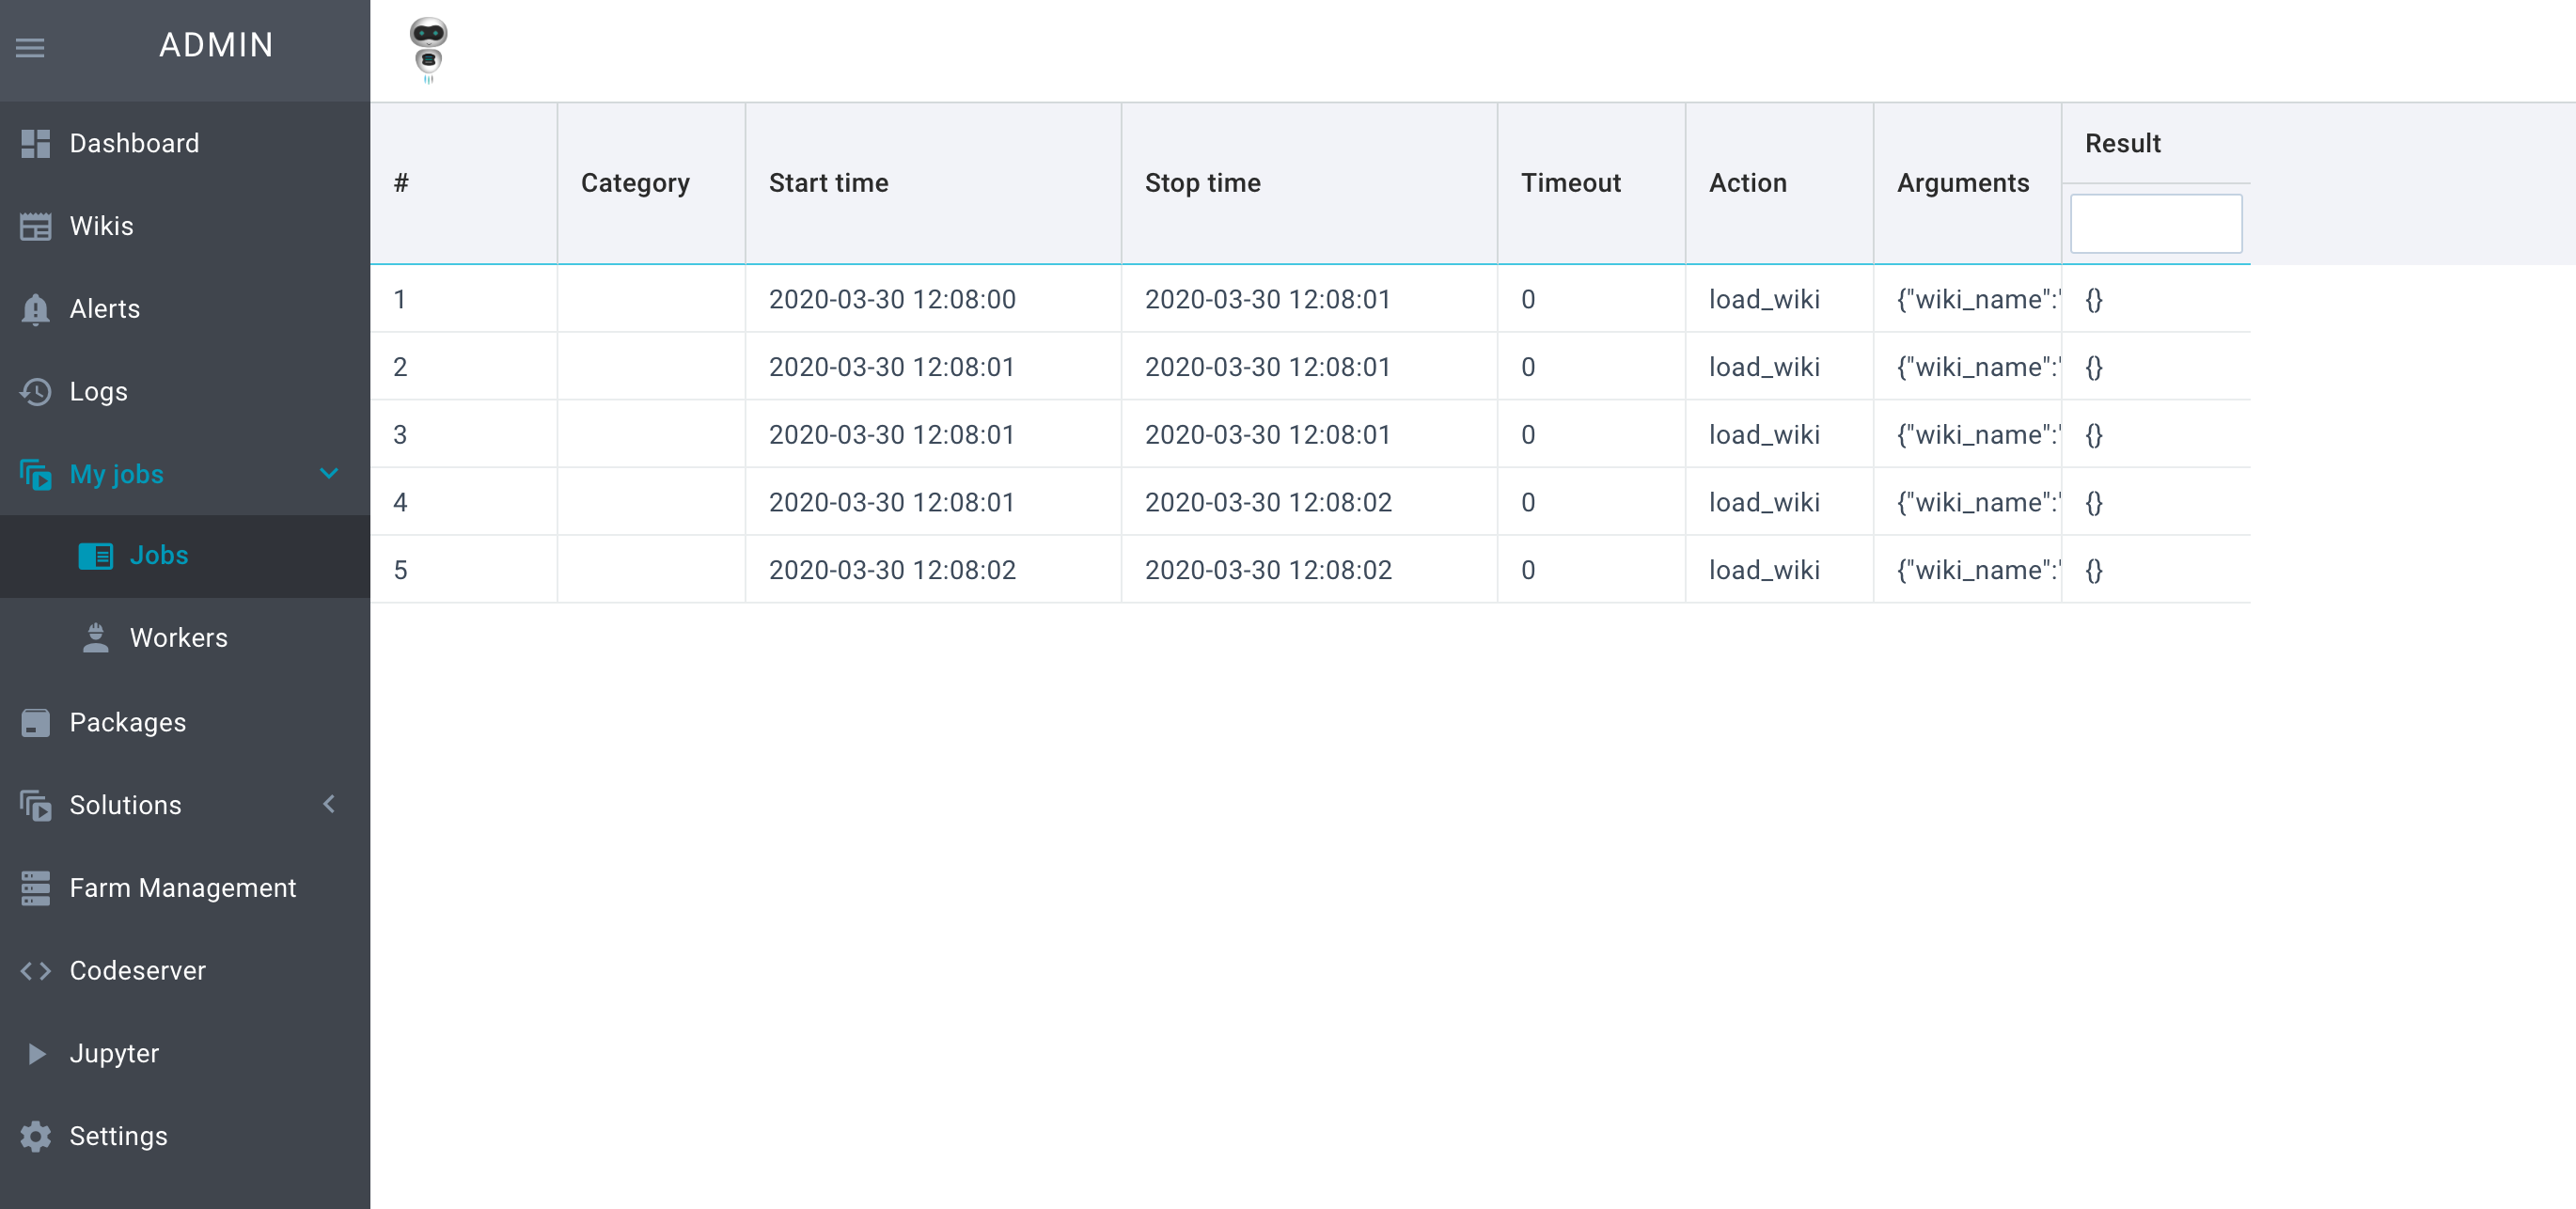 ADMIN
Dashboard
Wikis
Alerts
Logs
My jobs
Jobs
Workers
Packages
Solutions
Farm Management
Codeserver
Jupyter
Settings
# Category Start time Stop time Timeout Action Arguments Result
1 2020-03-30 12:08:00 2020-03-30 12:08:01 0 load_wiki {"wiki_name":" {}
2 2020-03-30 12:08:01 2020-03-30 12:08:01 0 load_wiki {"wiki_name":" {}
3 2020-03-30 12:08:01 2020-03-30 12:08:01 0 load_wiki {"wiki_name":" {}
4 2020-03-30 12:08:01 2020-03-30 12:08:02 0 load_wiki {"wiki_name":" {}
5 2020-03-30 12:08:02 2020-03-30 12:08:02 0 load_wiki {"wiki_name":" {}